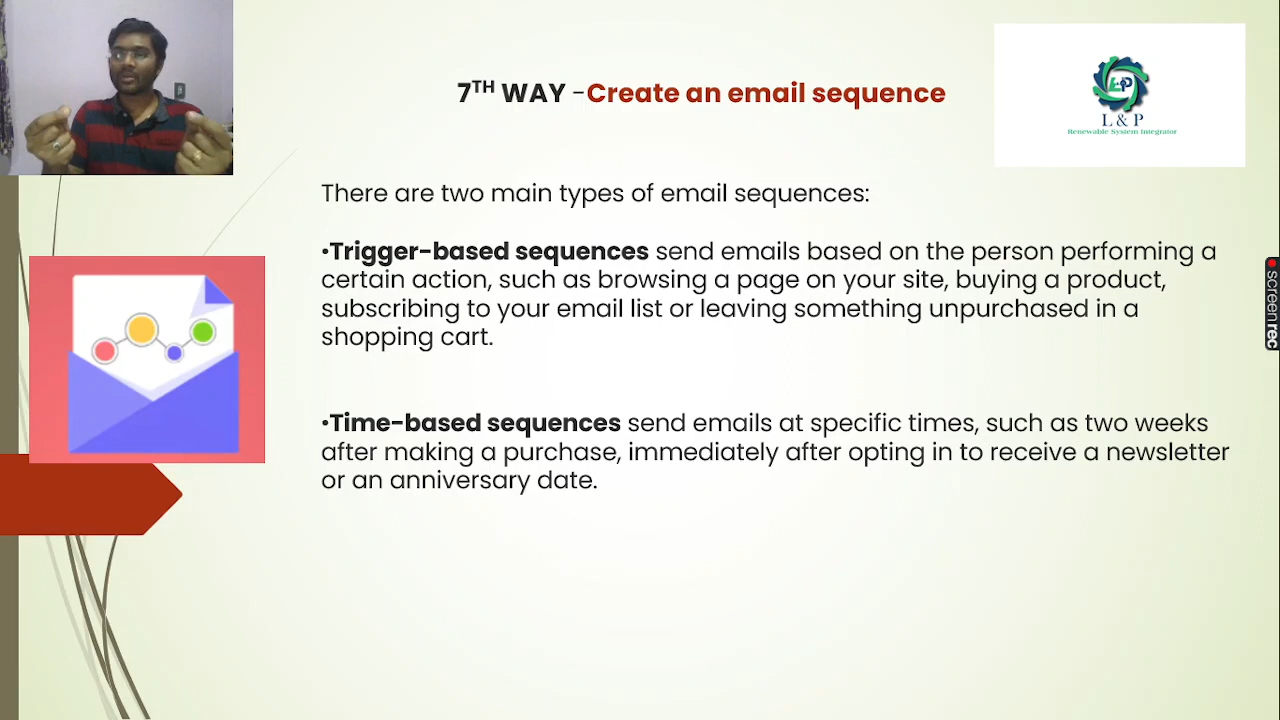 7TH WAY -Create an email sequence
L & P
Renewable System Integrator
There are two main types of email sequences:
•Trigger-based sequences send emails based on the person performing a
certain action, such as browsing a page on your site, buying a product,
subscribing to your email list or leaving something unpurchased in a
shopping cart.
•Time-based sequences send emails at specific times, such as two weeks
after making a purchase, immediately after opting in to receive a newsletter
or an anniversary date.
screenrec